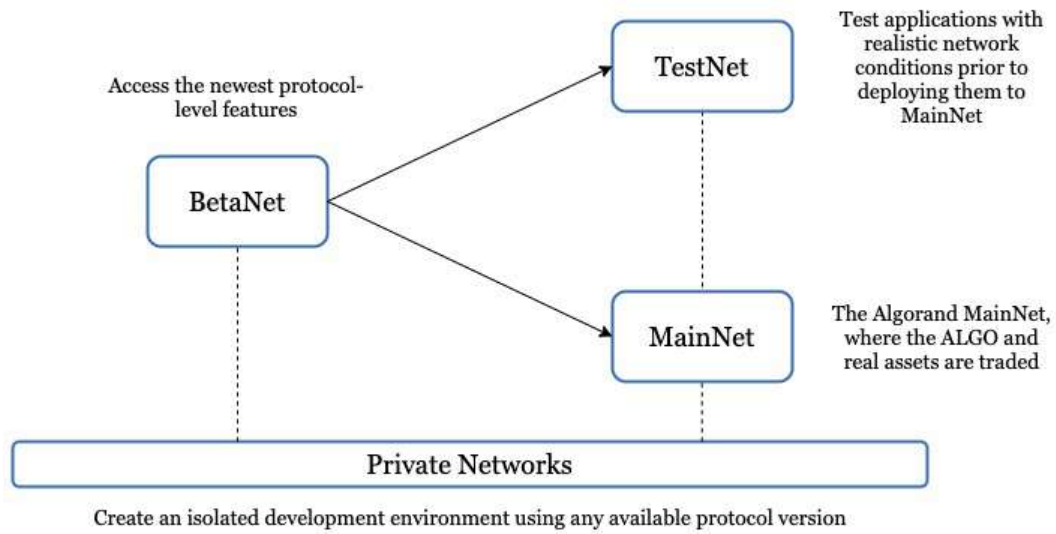 Access the newest protocol-
level features
BetaNet
TestNet
Test applications with
realistic network
conditions prior to
deploying them to
MainNet
MainNet
The Algorand MainNet,
where the ALGO and
real assets are traded
Private Networks
Create an isolated development environment using any available protocol version